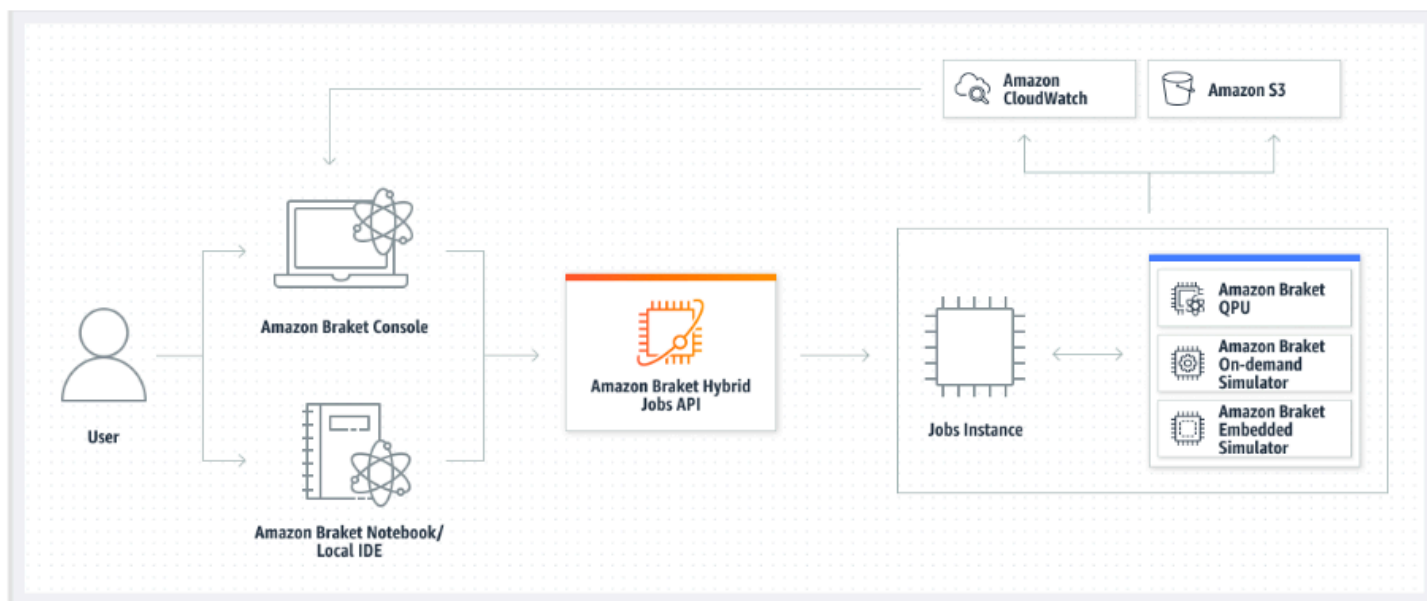 Amazon
CloudWatch
Amazon S3
Amazon Braket Console
User
Amazon Braket Notebook/
Local IDE
Amazon Braket Hybrid
Jobs API
Jobs Instance
Amazon Braket
QPU
Amazon Braket
On-demand
Simulator
Amazon Braket
Embedded
Simulator